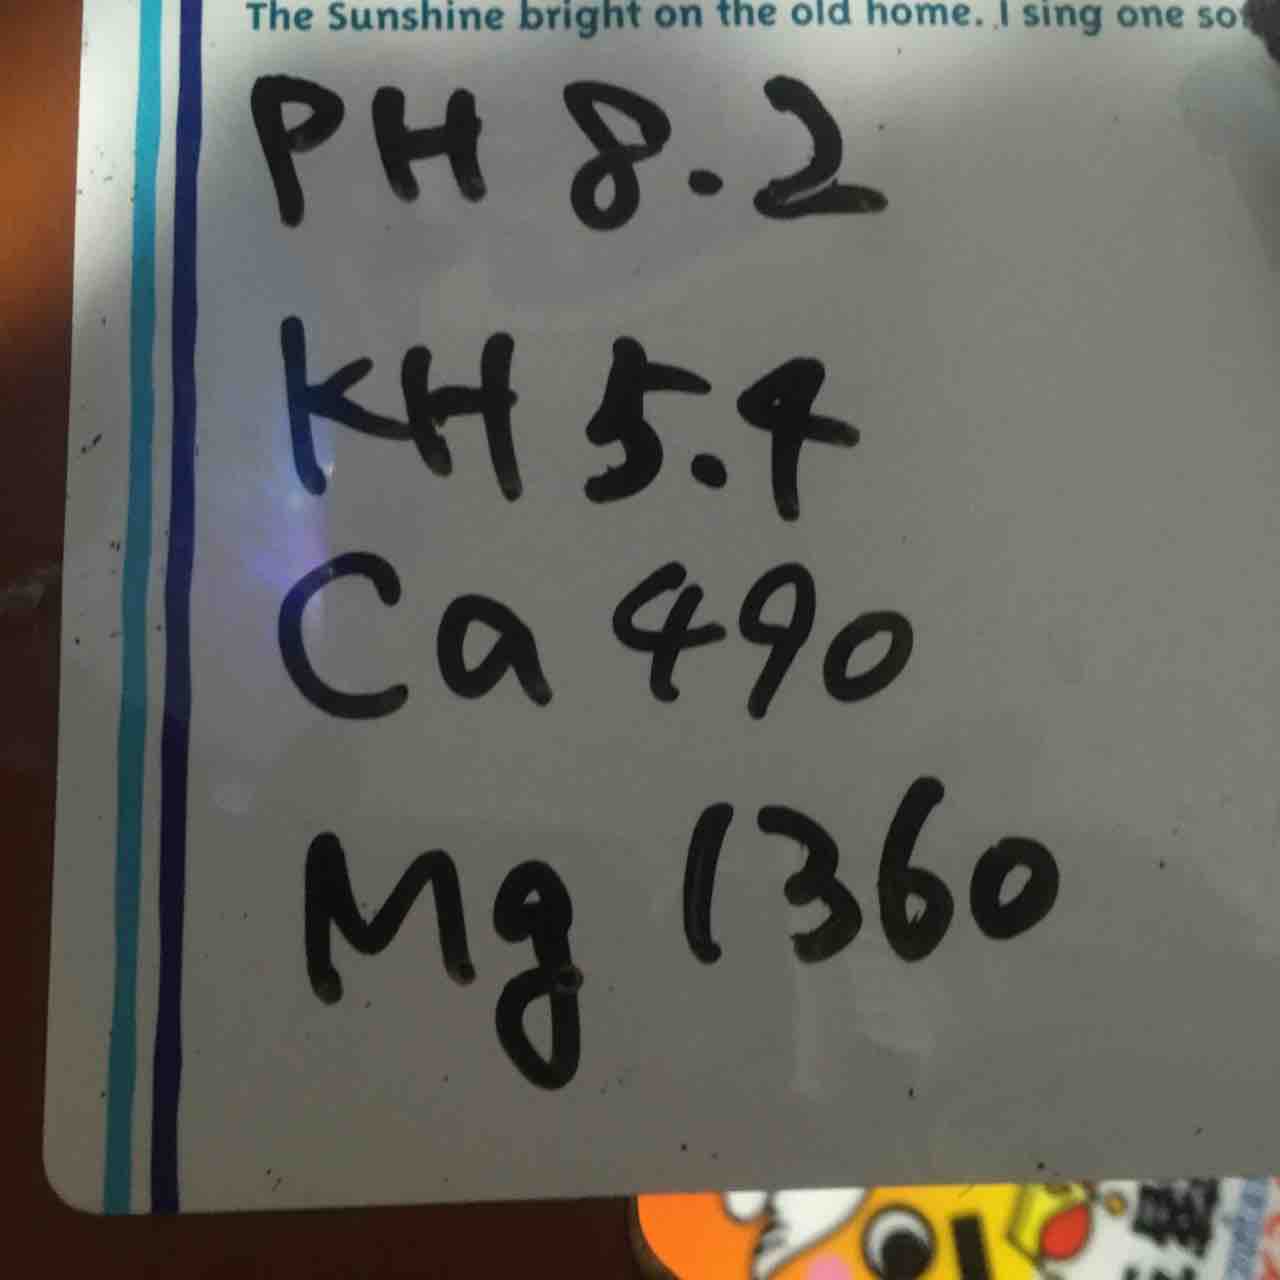 The Sunshine bright on the old home. I sing one
PH 8.2
KH 5.4
Ca 490
Mg 1360